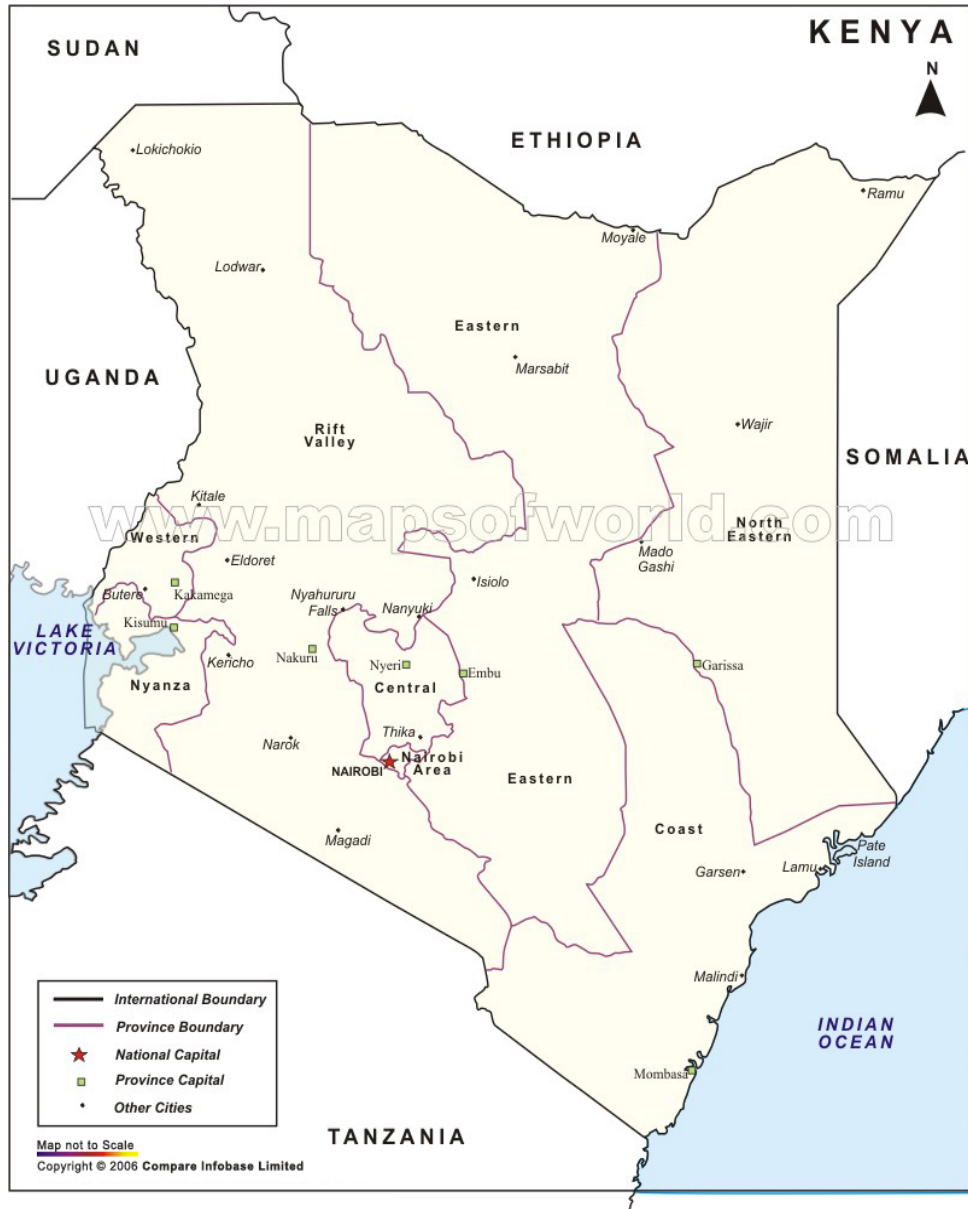 KENYA
SUDAN
N
ETHIOPIA
Lokichokio
Ramu
Moyale
Lodwar
Eastern
Marsabit
UGANDA
Rift
Valley
Wajir
SOMALIA
Kitale
www.mapsofworld.com
Western
North
Eastern
Eldoret
Mado
Gashi
Isiolo
Butere
Kakamega
Nyahururu
Falls
Nanyuki
Kisumu
LAKE
VICTORIA
Kericho
Nakuru
Nyeri
Embu
Garissa
Nyanza
Central
Narok
Thika
NAIROBI
Nairobi
Area
Eastern
Magadi
Coast
Pate
Island
Garsen
Lamu
Malindi
INDIAN
OCEAN
Mombasa
International Boundary
Province Boundary
National Capital
Province Capital
Other Cities
TANZANIA
Map not to Scale
Copyright © 2006 Compare Infobase Limited